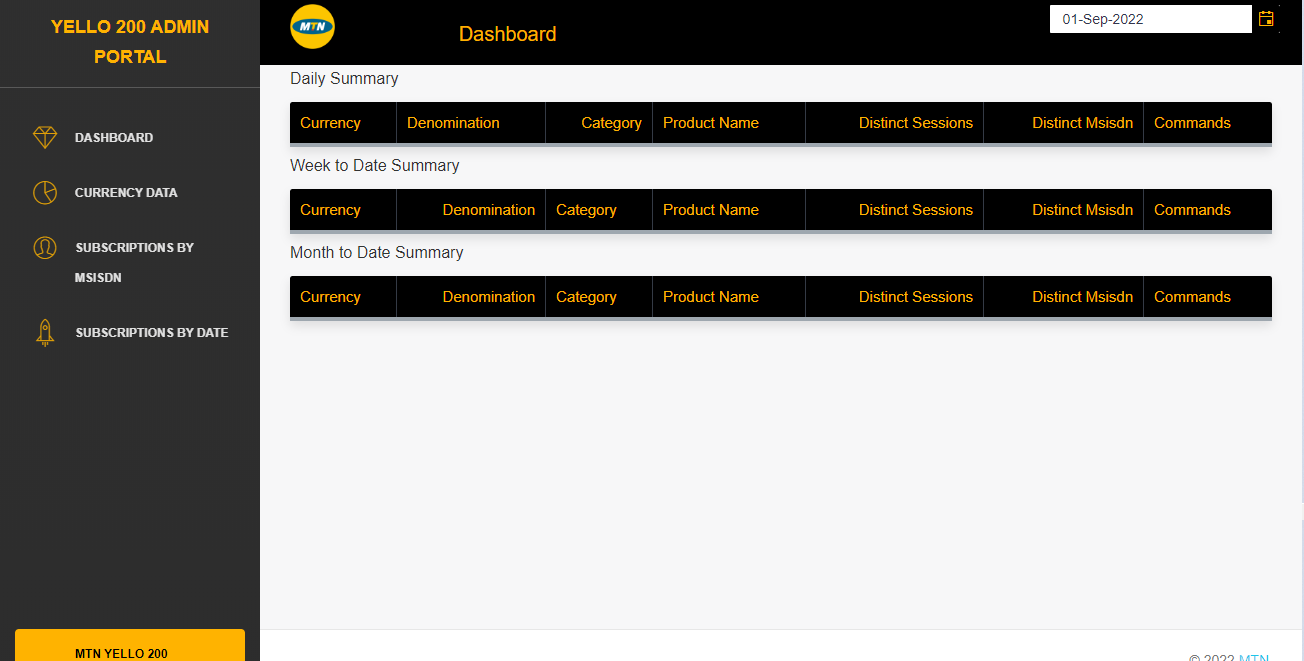 YELLO 200 ADMIN
PORTAL
DASHBOARD
CURRENCY DATA
SUBSCRIPTIONS BY
MSISDN
SUBSCRIPTIONS BY DATE
MTN YELLO 200
MTN
Dashboard
01-Sep-2022
Daily Summary
Currency Denomination Category Product Name Distinct Sessions Distinct Msisdn Commands
Week to Date Summary
Currency Denomination Category Product Name Distinct Sessions Distinct Msisdn Commands
Month to Date Summary
Currency Denomination Category Product Name Distinct Sessions Distinct Msisdn Commands
© 2022 MTN